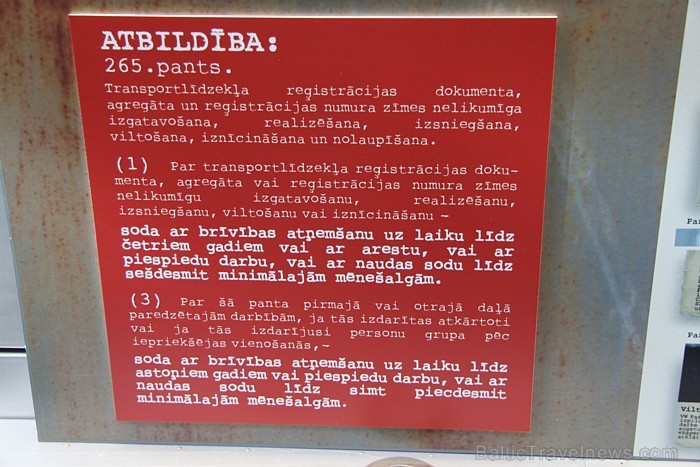 ATBILDĪBA:
265.pants.
Transportlīdzekļa reģistrācijas dokumenta,
agregāta un reģistrācijas numura zīmes nelikumīga
izgatavošana, realizēšana, izsniegšana,
viltošana, iznīcināšana un nolaupīšana.
(1) Par transportlīdzekļa reģistrācijas doku-
menta, agregāta vai reģistrācijas numura zīmes
nelikumīgu izgatavošanu, realizēšanu,
izsniegšanu, viltošanu vai iznīcināšanu ~
soda ar brīvības atņemšanu uz laiku līdz
četriem gadiem vai ar arestu, vai ar
piespiedu darbu, vai ar naudas sodu līdz
sešdesmit minimālajām mēnešalgām.
(3) Par šā panta pirmajā vai otrajā daļā
paredzētajām darbībām, ja tās izdarītas atkārtoti
vai ja tās izdarījusi personu grupa pēc
iepriekšējas vienošanās,~
soda ar brīvības atņemšanu uz laiku līdz
astoņiem gadiem vai piespiedu darbu, vai ar
naudas sodu līdz simt piecdesmit
minimālajām mēnešalgām.
Pa
Pa
Vilt
BalticTravelnews.com